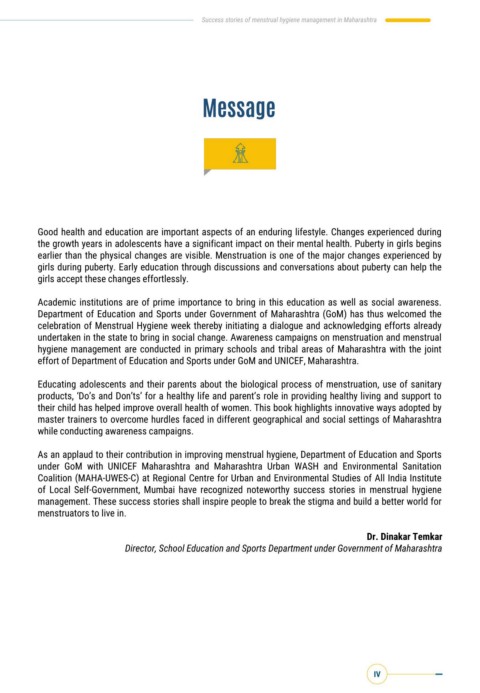 Success stories of menstrual hygiene management in Maharashtra
Message
Good health and education are important aspects of an enduring lifestyle. Changes experienced during
the growth years in adolescents have a significant impact on their mental health. Puberty in girls begins
earlier than the physical changes are visible. Menstruation is one of the major changes experienced by
girls during puberty. Early education through discussions and conversations about puberty can help the
girls accept these changes effortlessly.
Academic institutions are of prime importance to bring in this education as well as social awareness.
Department of Education and Sports under Government of Maharashtra (GoM) has thus welcomed the
celebration of Menstrual Hygiene week thereby initiating a dialogue and acknowledging efforts already
undertaken in the state to bring in social change. Awareness campaigns on menstruation and menstrual
hygiene management are conducted in primary schools and tribal areas of Maharashtra with the joint
effort of Department of Education and Sports under GoM and UNICEF, Maharashtra.
Educating adolescents and their parents about the biological process of menstruation, use of sanitary
products, ‘Do’s and Don’ts’ for a healthy life and parent’s role in providing healthy living and support to
their child has helped improve overall health of women. This book highlights innovative ways adopted by
master trainers to overcome hurdles faced in different geographical and social settings of Maharashtra
while conducting awareness campaigns.
As an applaud to their contribution in improving menstrual hygiene, Department of Education and Sports
under GoM with UNICEF Maharashtra and Maharashtra Urban WASH and Environmental Sanitation
Coalition (MAHA-UWES-C) at Regional Centre for Urban and Environmental Studies of All India Institute
of Local Self-Government, Mumbai have recognized noteworthy success stories in menstrual hygiene
management. These success stories shall inspire people to break the stigma and build a better world for
menstruators to live in.
Dr. Dinakar Temkar
Director, School Education and Sports Department under Government of Maharashtra
IV